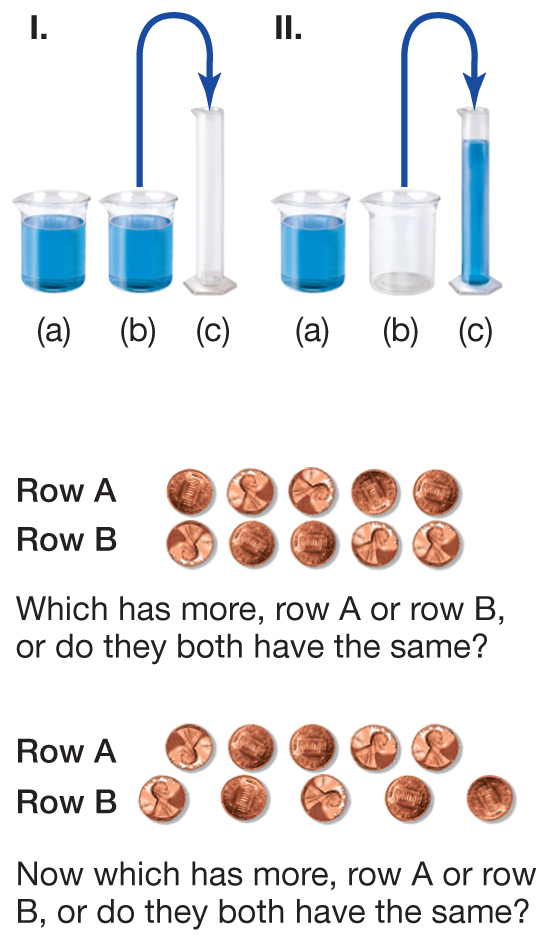 I. II.
(a) (b) (c) (a) (b) (c)
Row A
Row B
Which has more, row A or row B,
or do they both have the same?
Row A
Row B
Now which has more, row A or row
B, or do they both have the same?